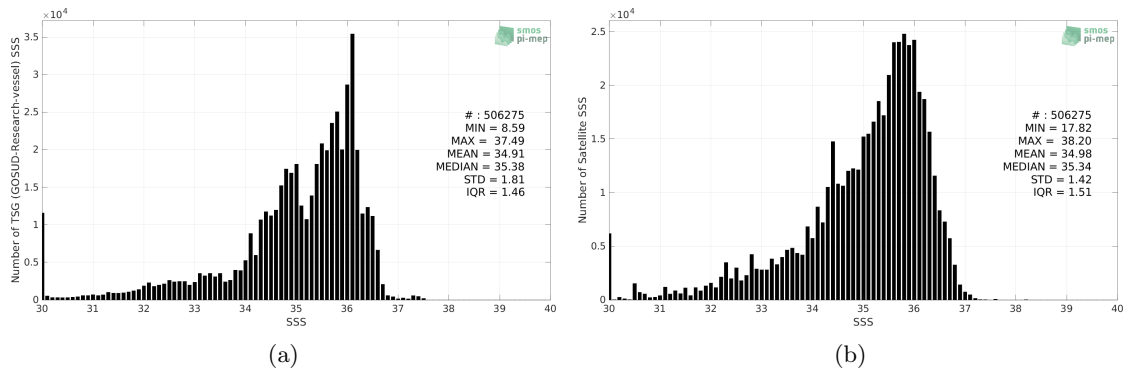 ×10⁴
Number of TSG (GOSUD-Research-vessel) SSS
3.5
3
2.5
2
1.5
1
0.5
0
smos
pi-mep
# : 506275
MIN = 8.59
MAX = 37.49
MEAN = 34.91
MEDIAN = 35.38
STD = 1.81
IQR = 1.46
30 31 32 33 34 35 36 37 38 39 40
SSS
(a)
×10⁴
Number of Satellite SSS
2.5
2
1.5
1
0.5
0
smos
pi-mep
# : 506275
MIN = 17.82
MAX = 38.20
MEAN = 34.98
MEDIAN = 35.34
STD = 1.42
IQR = 1.51
30 31 32 33 34 35 36 37 38 39 40
SSS
(b)